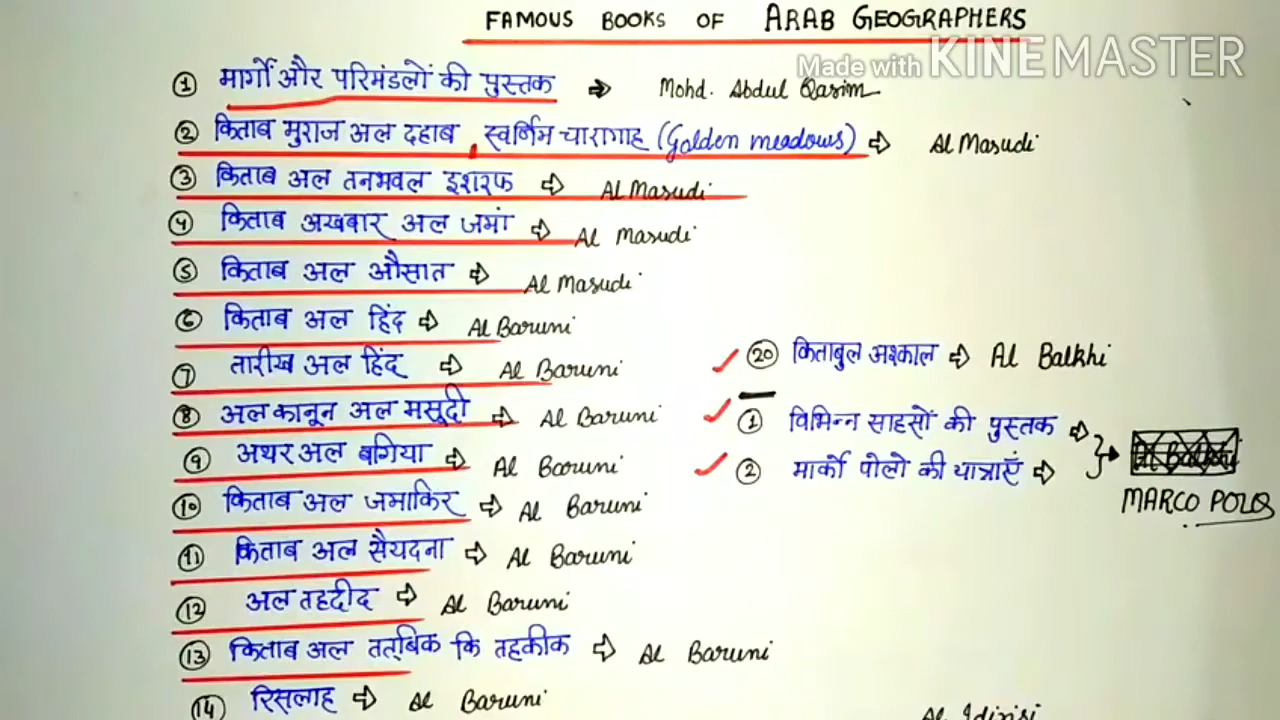 FAMOUS BOOKS OF ARAB GEOGRAPHERS
Made with KINEMASTER
① मार्गों और परिमंडलों की पुस्तक → Mohd. Abdul Qasim
② किताब मुराज अल दहाब, स्वर्णिम चारागाह (Golden meadows) ⇨ Al Masudi
③ किताब अल तनभवल इशरफ ⇨ Al Masudi
④ किताब अखबार अल जमां ⇨ Al Masudi
⑤ किताब अल औसात ⇨ Al Masudi
⑥ किताब अल हिंद ⇨ Al Baruni
⑦ तारीख अल हिंद ⇨ Al Baruni
⑧ अल कानून अल मसूदी ⇨ Al Baruni
⑨ अथर अल बगिया ⇨ Al Baruni
⑩ किताब अल जमाकिर ⇨ Al Baruni
⑪ किताब अल सैयदना ⇨ Al Baruni
⑫ अल तहदीद ⇨ Al Baruni
⑬ किताब अल तत्बिक कि तहकीक ⇨ Al Baruni
⑭ रिसलाह ⇨ Al Baruni
✓ ⑳ किताबुल अश्काल ⇨ Al Balkhi
✓ ① विभिन्न साहसों की पुस्तक ⇨
✓ ② मार्को पोलो की यात्राएँ ⇨
MARCO POLO
Al Idirisi